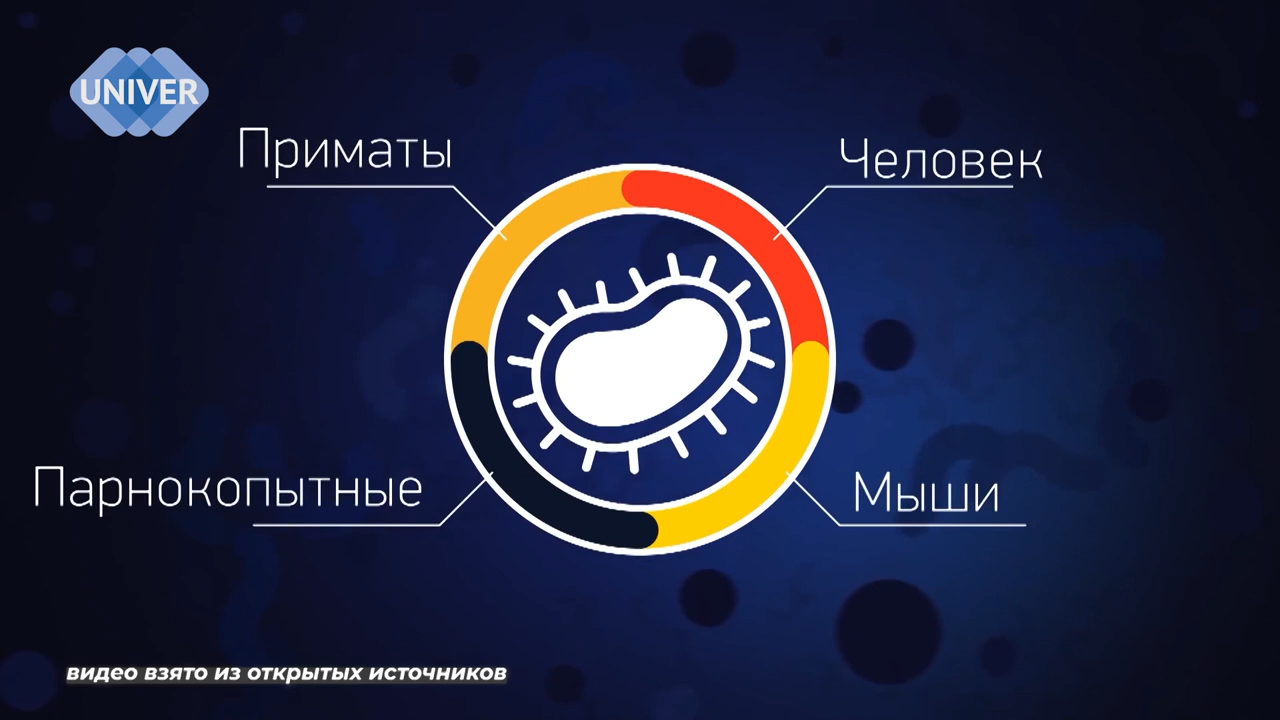 UNIVER
Приматы
Человек
Парнокопытные
Мыши
видео взято из открытых источников